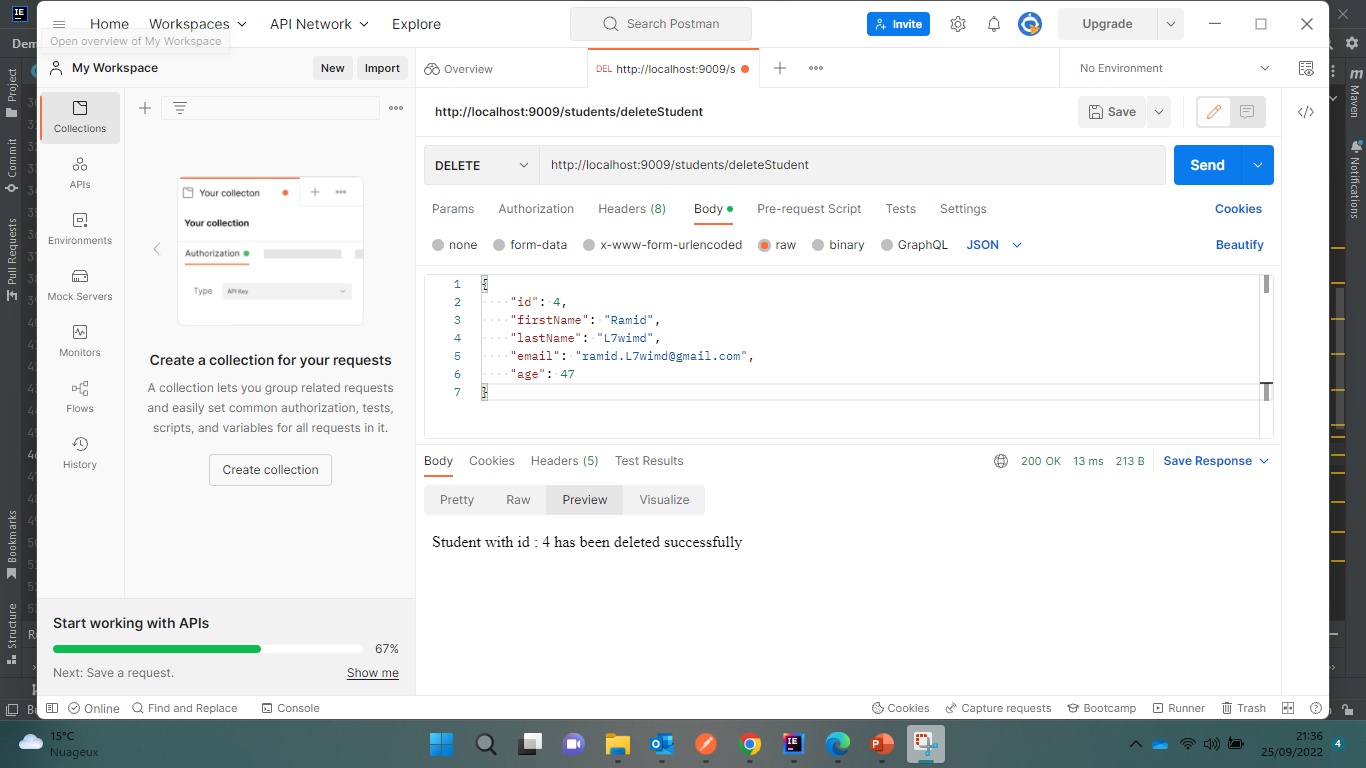 Home
Workspaces
API Network
Explore
Search Postman
Invite
Upgrade
Dem
Open overview of My Workspace
My Workspace
New
Import
Overview
DEL http://localhost:9009/s
No Environment
Project
Commit
Pull Requests
Bookmarks
Structure
m
Maven
Notifications
Collections
APIs
Environments
Mock Servers
Monitors
Flows
History
Your collecton
Your collection
Authorization
Type
API Key
Create a collection for your requests
A collection lets you group related requests
and easily set common authorization, tests,
scripts, and variables for all requests in it.
Create collection
Start working with APIs
67%
Next: Save a request.
Show me
http://localhost:9009/students/deleteStudent
Save
</>
DELETE
http://localhost:9009/students/deleteStudent
Send
Params
Authorization
Headers (8)
Body
Pre-request Script
Tests
Settings
Cookies
none
form-data
x-www-form-urlencoded
raw
binary
GraphQL
JSON
Beautify
1 {
2 "id": 4,
3 "firstName": "Ramid",
4 "lastName": "L7wimd",
5 "email": "ramid.L7wimd@gmail.com",
6 "age": 47
7 }
Body
Cookies
Headers (5)
Test Results
200 OK
13 ms
213 B
Save Response
Pretty
Raw
Preview
Visualize
Student with id : 4 has been deleted successfully
Online
Find and Replace
Console
Cookies
Capture requests
Bootcamp
Runner
Trash
15°C
Nuageux
21:36
25/09/2022
4